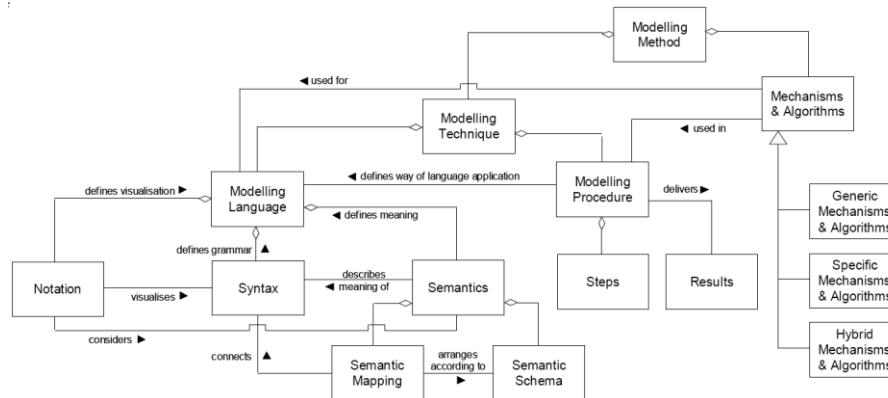 Modelling
Method
◄ used for
Mechanisms
& Algorithms
Modelling
Technique
◄ used in
◄ defines way of language application
defines visualisation ►
Modelling
Language
Modelling
Procedure
delivers ►
◄ defines meaning
Generic
Mechanisms
& Algorithms
defines grammar ▲
Notation
visualises ►
Syntax
describes
◄ meaning of
Semantics
Steps
Results
Specific
Mechanisms
& Algorithms
considers ►
connects ▲
Semantic
Mapping
arranges
according to
►
Semantic
Schema
Hybrid
Mechanisms
& Algorithms